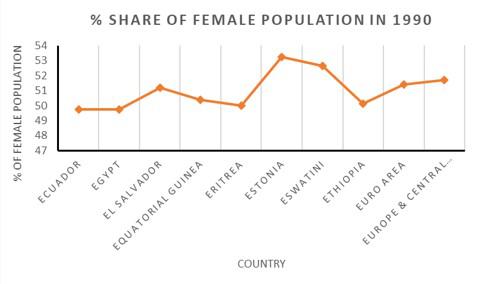 % SHARE OF FEMALE POPULATION IN 1990
% OF FEMALE POPULATION
54
53
52
51
50
49
48
47
ECUADOR
EGYPT
EL SALVADOR
EQUATORIAL GUINEA
ERITREA
ESTONIA
ESWATINI
ETHIOPIA
EURO AREA
EUROPE & CENTRAL...
COUNTRY